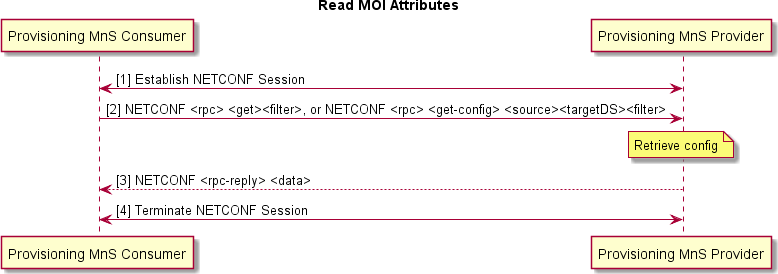 Read MOI Attributes
Provisioning MnS Consumer
Provisioning MnS Provider
[1] Establish NETCONF Session
[2] NETCONF <rpc> <get><filter>, or NETCONF <rpc> <get-config> <source><targetDS><filter>
Retrieve config
[3] NETCONF <rpc-reply> <data>
[4] Terminate NETCONF Session
Provisioning MnS Consumer
Provisioning MnS Provider